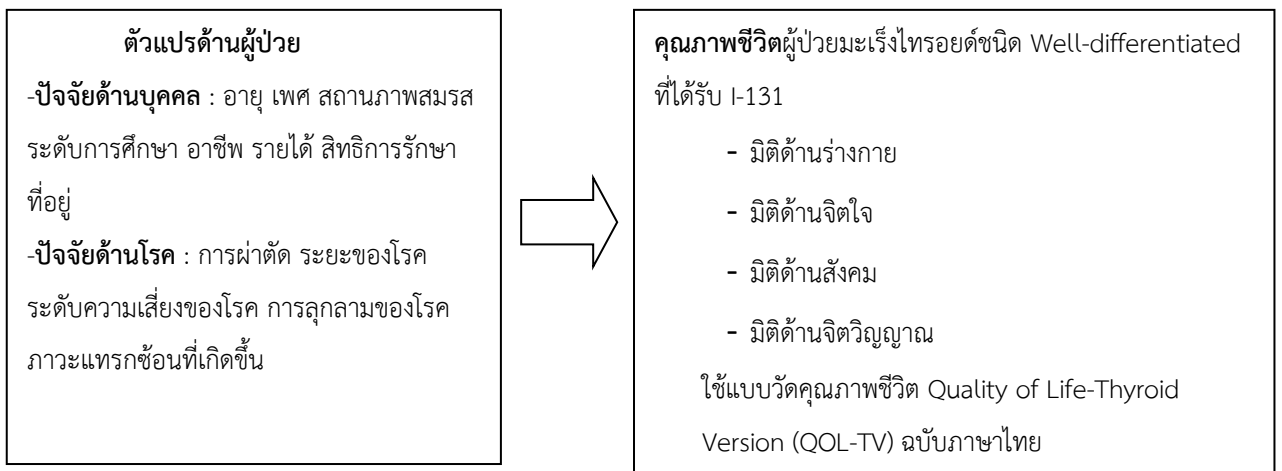 ตัวแปรด้านผู้ป่วย
-ปัจจัยด้านบุคคล : อายุ เพศ สถานภาพสมรส
ระดับการศึกษา อาชีพ รายได้ สิทธิการรักษา
ที่อยู่
-ปัจจัยด้านโรค : การผ่าตัด ระยะของโรค
ระดับความเสี่ยงของโรค การลุกลามของโรค
ภาวะแทรกซ้อนที่เกิดขึ้น
คุณภาพชีวิตผู้ป่วยมะเร็งไทรอยด์ชนิด Well-differentiated
ที่ได้รับ I-131
- มิติด้านร่างกาย
- มิติด้านจิตใจ
- มิติด้านสังคม
- มิติด้านจิตวิญญาณ
ใช้แบบวัดคุณภาพชีวิต Quality of Life-Thyroid
Version (QOL-TV) ฉบับภาษาไทย